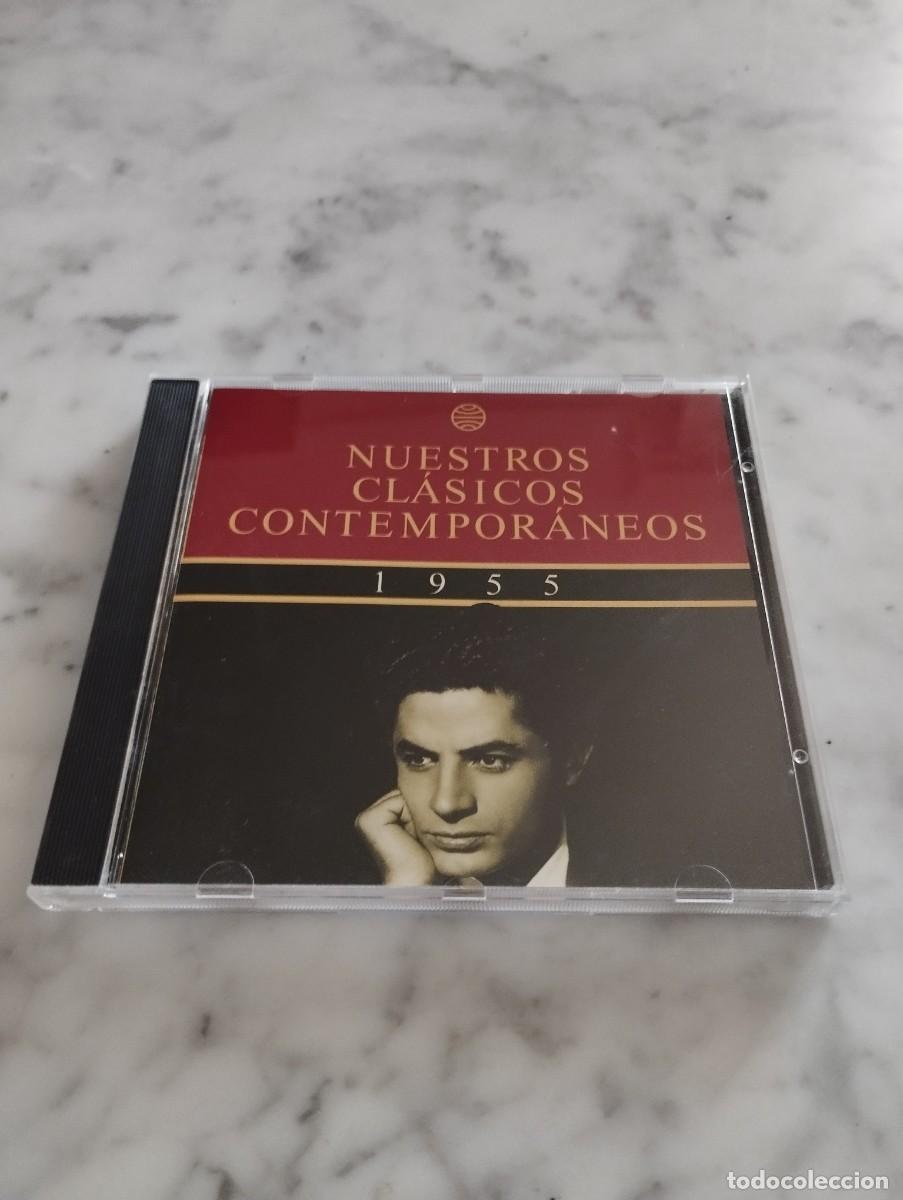 NUESTROS
CLÁSICOS
CONTEMPORÁNEOS
1955
todocoleccion